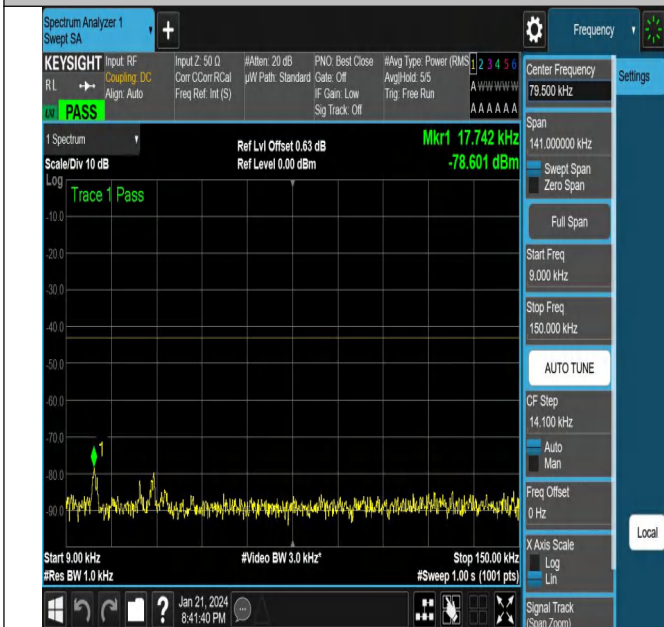 Spectrum Analyzer 1
Swept SA
Frequency
KEYSIGHT
RL
PASS
Input: RF
Coupling: DC
Align: Auto
Input Z: 50 Ω
Corr CCorr RCal
Freq Ref: Int (S)
#Atten: 20 dB
µW Path: Standard
PNO: Best Close
Gate: Off
IF Gain: Low
Sig Track: Off
#Avg Type: Power (RMS
Avg|Hold: 5/5
Trig: Free Run
1 2 3 4 5 6
A W W W W W
A A A A A A
1 Spectrum
Scale/Div 10 dB
Log
Ref Lvl Offset 0.63 dB
Ref Level 0.00 dBm
Mkr1 17.742 kHz
-78.601 dBm
Trace 1 Pass
-10.0
-20.0
-30.0
-40.0
-50.0
-60.0
-70.0
-80.0
-90.0
1
Start 9.00 kHz
#Res BW 1.0 kHz
#Video BW 3.0 kHz*
Stop 150.00 kHz
#Sweep 1.00 s (1001 pts)
Jan 21, 2024
8:41:40 PM
Center Frequency
79.500 kHz
Settings
Span
141.000000 kHz
Swept Span
Zero Span
Full Span
Start Freq
9.000 kHz
Stop Freq
150.000 kHz
AUTO TUNE
CF Step
14.100 kHz
Auto
Man
Freq Offset
0 Hz
Local
X Axis Scale
Log
Lin
Signal Track
(Span Zoom)